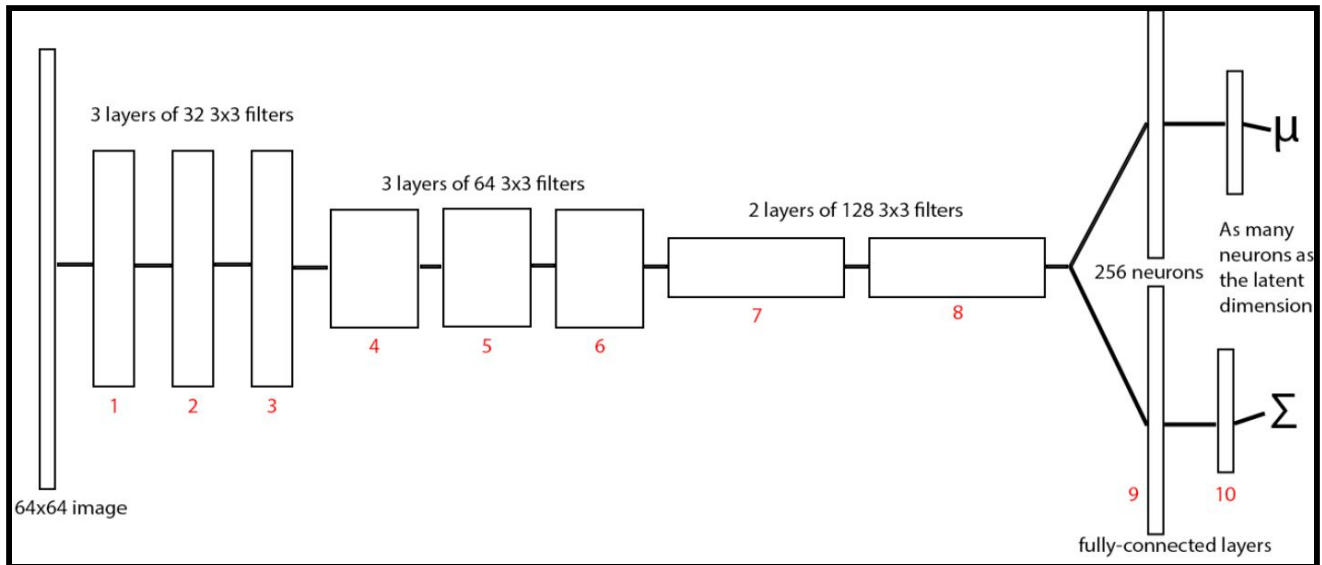 3 layers of 32 3x3 filters
3 layers of 64 3x3 filters
2 layers of 128 3x3 filters
1
2
3
4
5
6
7
8
64x64 image
256 neurons
μ
As many
neurons as
the latent
dimension
Σ
9
10
fully-connected layers